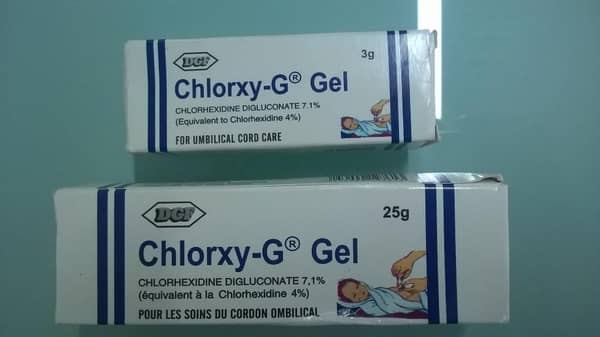 DGF
3g
Chlorxy-G® Gel
CHLORHEXIDINE DIGLUCONATE 7.1%
(Equivalent to Chlorhexidine 4%)
FOR UMBILICAL CORD CARE
DGF
25g
Chlorxy-G® Gel
CHLORHEXIDINE DIGLUCONATE 7,1%
(équivalent à la Chlorhexidine 4%)
POUR LES SOINS DU CORDON OMBILICAL